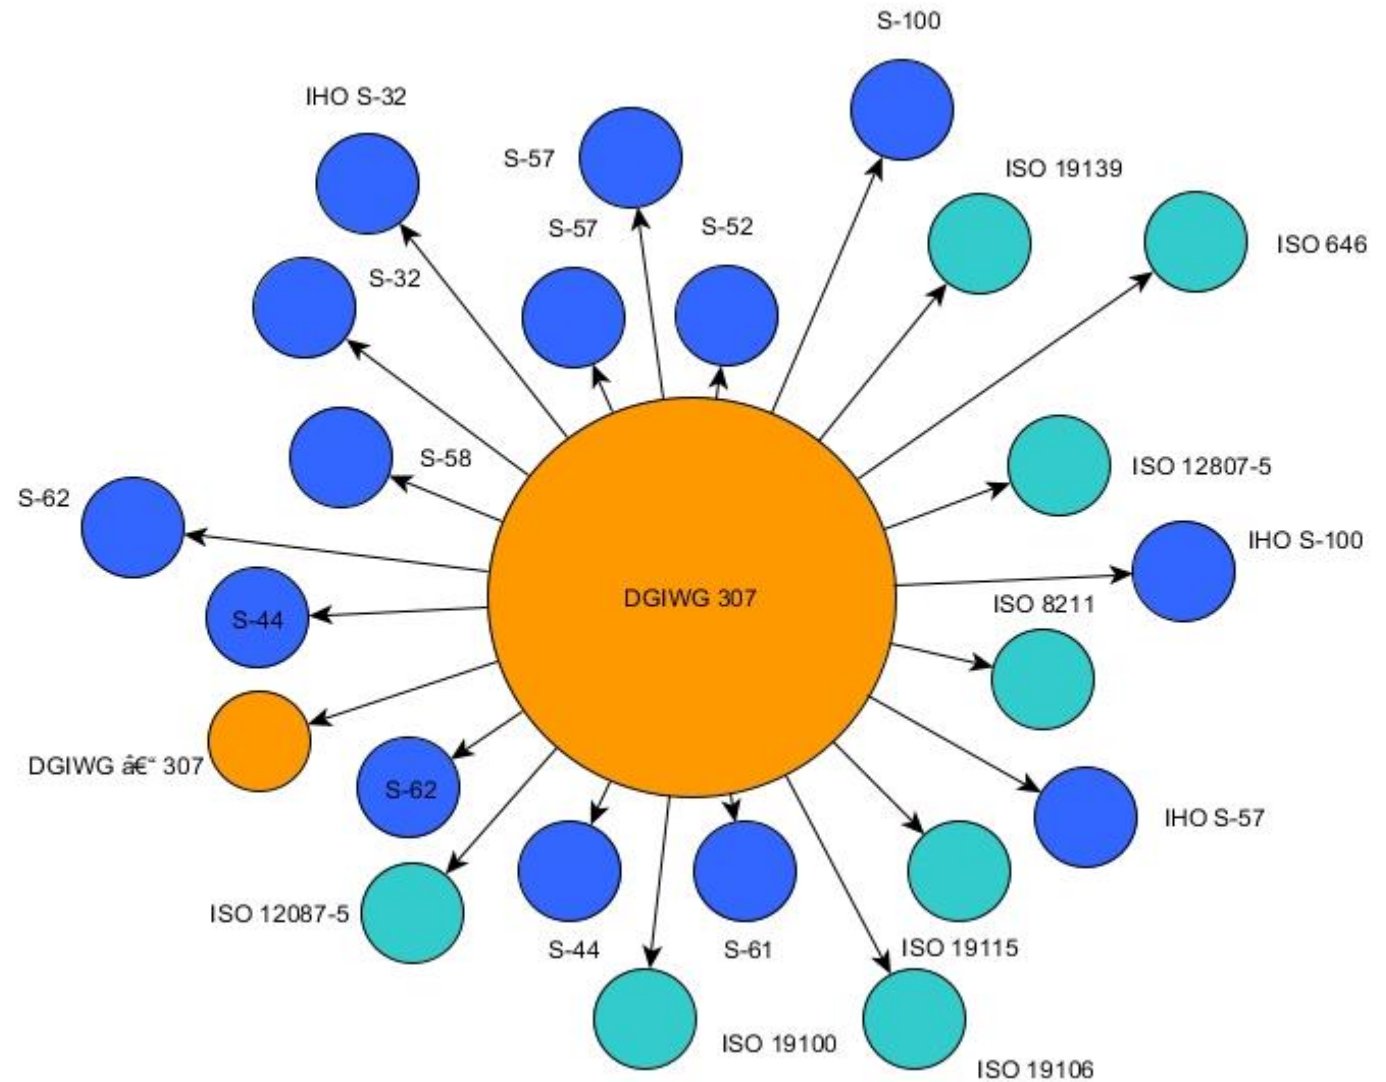 S-100
IHO S-32
S-57
ISO 19139
S-57
S-52
ISO 646
S-32
S-58
ISO 12807-5
S-62
IHO S-100
DGIWG 307
ISO 8211
S-44
DGIWG â€“ 307
S-62
IHO S-57
ISO 12087-5
S-44
S-61
ISO 19115
ISO 19100
ISO 19106